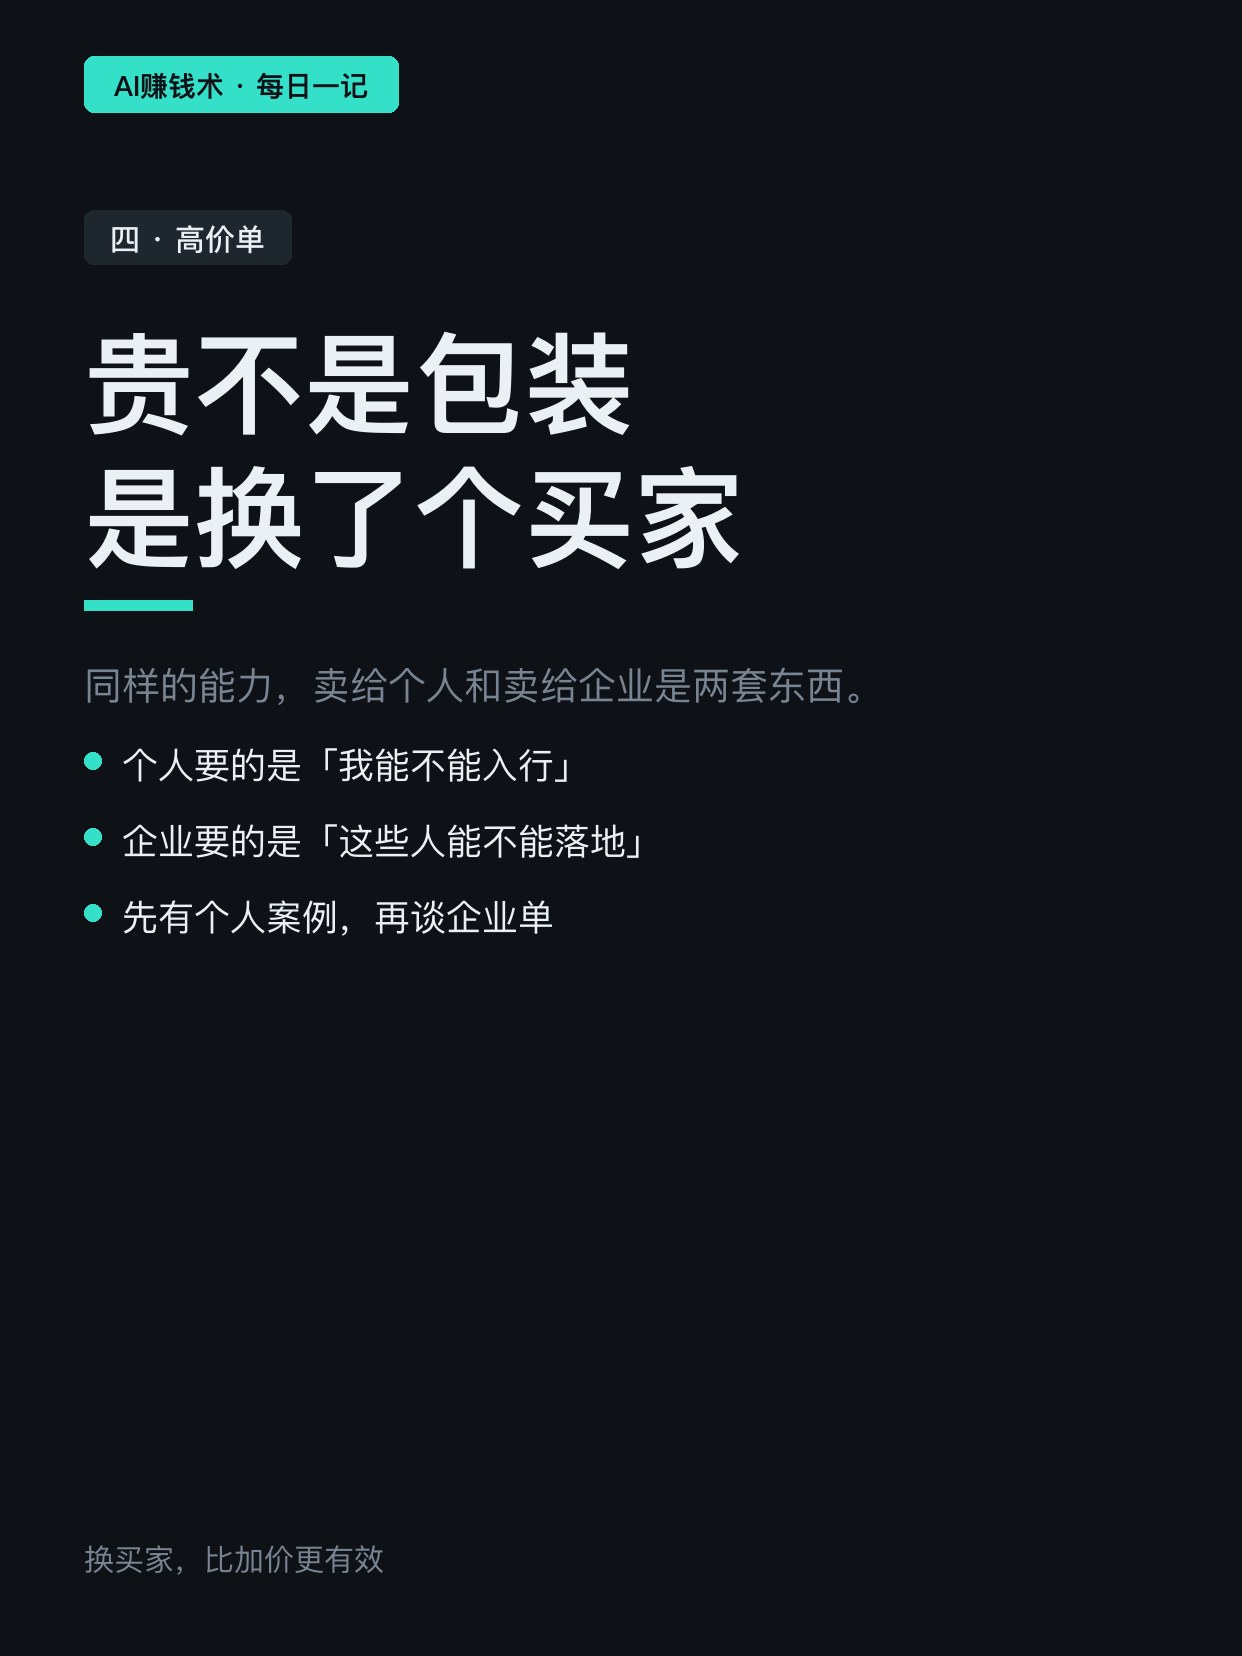 AI赚钱术 · 每日一记
四 · 高价单
贵不是包装
是换了个买家
同样的能力，卖给个人和卖给企业是两套东西。
个人要的是「我能不能入行」
企业要的是「这些人能不能落地」
先有个人案例，再谈企业单
换买家，比加价更有效